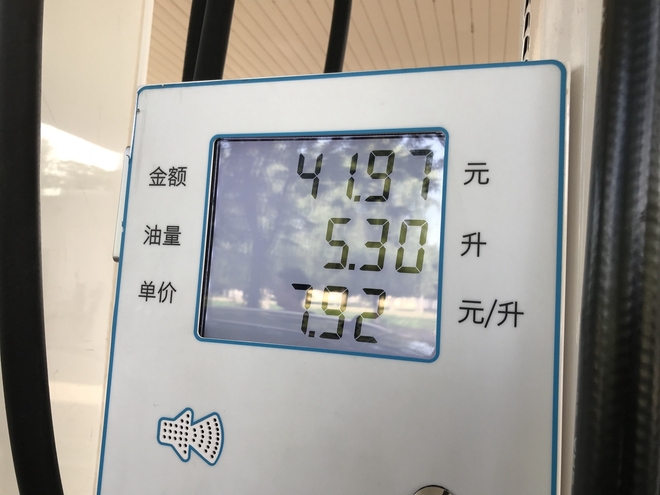 金额 41.97 元
油量 5.30 升
单价 7.92 元/升